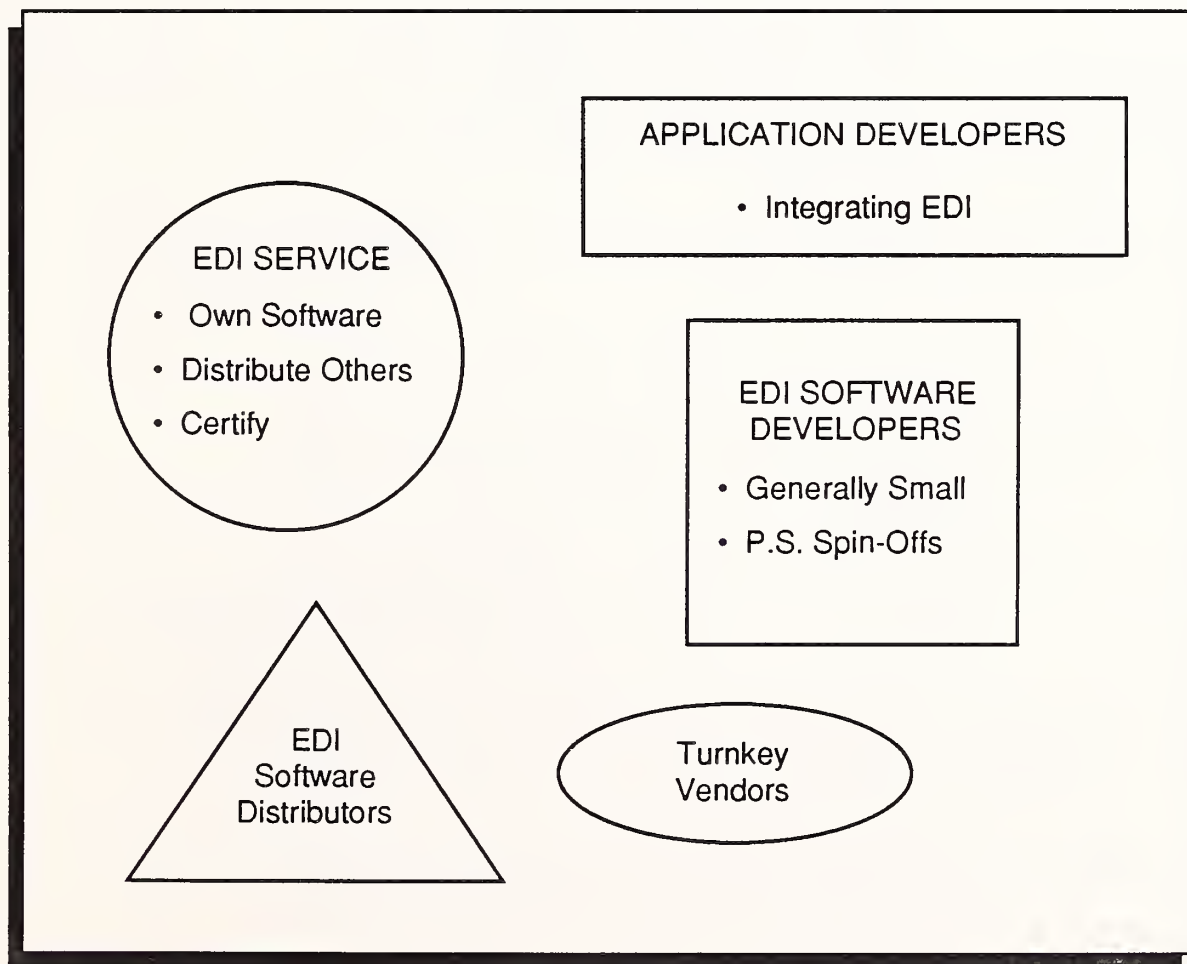 APPLICATION DEVELOPERS
• Integrating EDI
EDI SERVICE
• Own Software
• Distribute Others
• Certify
EDI SOFTWARE
DEVELOPERS
• Generally Small
• P.S. Spin-Offs
EDI
Software
Distributors
Turnkey
Vendors